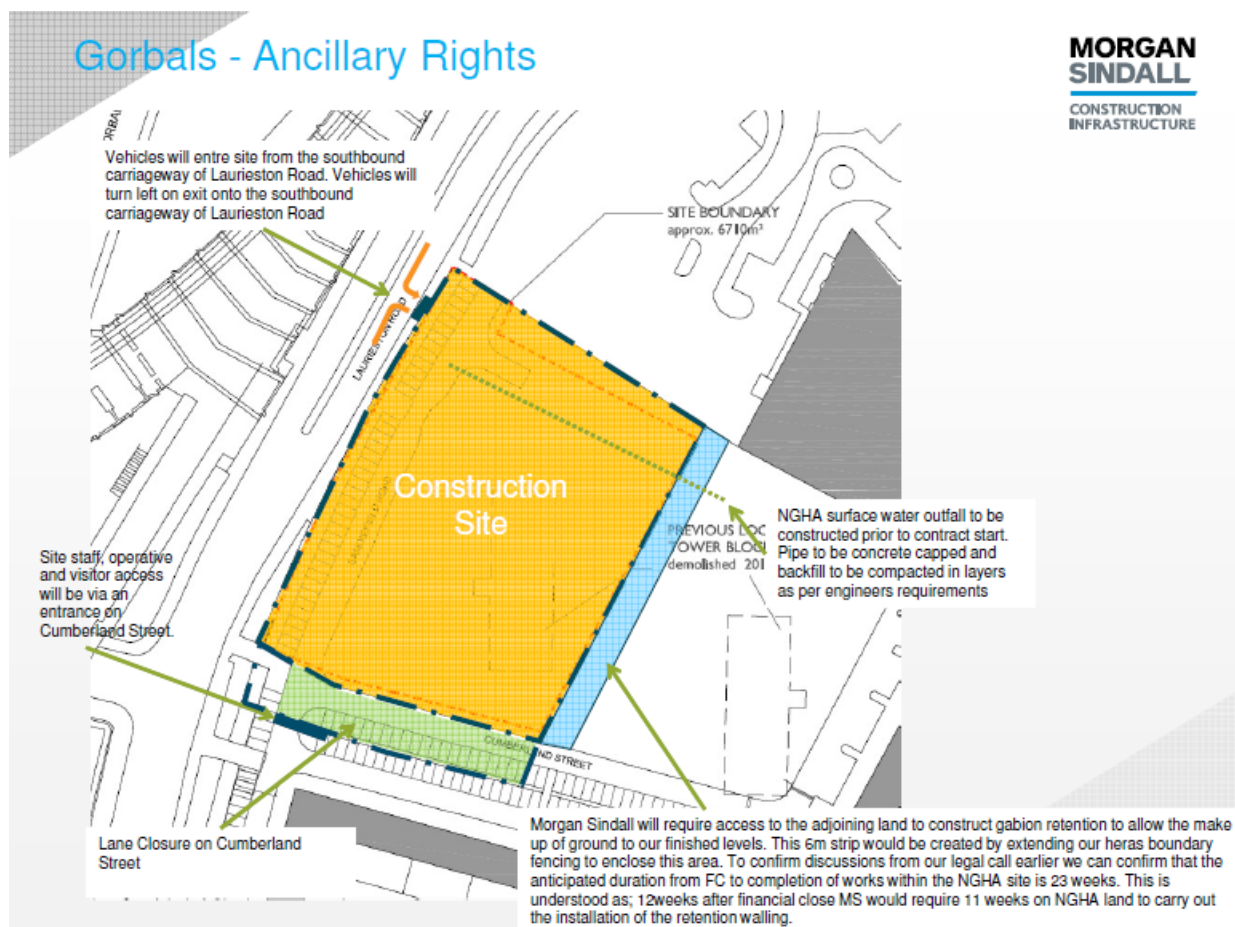 Gorbals - Ancillary Rights
MORGAN
SINDALL
CONSTRUCTION
INFRASTRUCTURE
Vehicles will entre site from the southbound
carriageway of Laurieston Road. Vehicles will
turn left on exit onto the southbound
carriageway of Laurieston Road
SITE BOUNDARY
approx. 6710m²
LAURIESTON ROAD
Construction
Site
PREVIOUS LOC
TOWER BLOC
demolished 201
NGHA surface water outfall to be
constructed prior to contract start.
Pipe to be concrete capped and
backfill to be compacted in layers
as per engineers requirements
Site staff, operative
and visitor access
will be via an
entrance on
Cumberland Street.
CUMBERLAND STREET
Lane Closure on Cumberland
Street
Morgan Sindall will require access to the adjoining land to construct gabion retention to allow the make
up of ground to our finished levels. This 6m strip would be created by extending our heras boundary
fencing to enclose this area. To confirm discussions from our legal call earlier we can confirm that the
anticipated duration from FC to completion of works within the NGHA site is 23 weeks. This is
understood as; 12weeks after financial close MS would require 11 weeks on NGHA land to carry out
the installation of the retention walling.